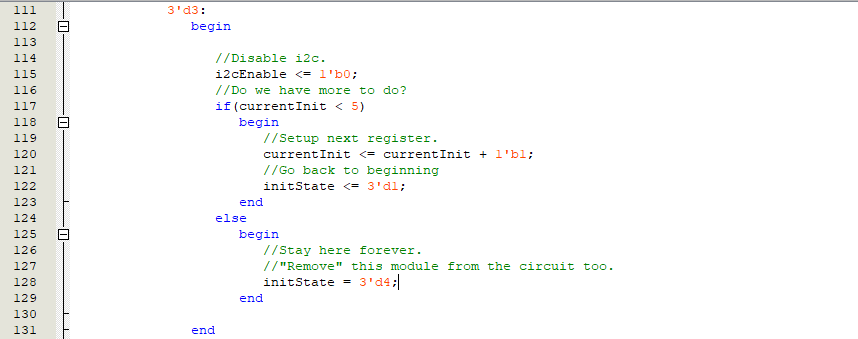 111 3'd3:
112 begin
113
114 //Disable i2c.
115 i2cEnable <= 1'b0;
116 //Do we have more to do?
117 if(currentInit < 5)
118 begin
119 //Setup next register.
120 currentInit <= currentInit + 1'b1;
121 //Go back to beginning
122 initState <= 3'd1;
123 end
124 else
125 begin
126 //Stay here forever.
127 //"Remove" this module from the circuit too.
128 initState = 3'd4;
129 end
130
131 end